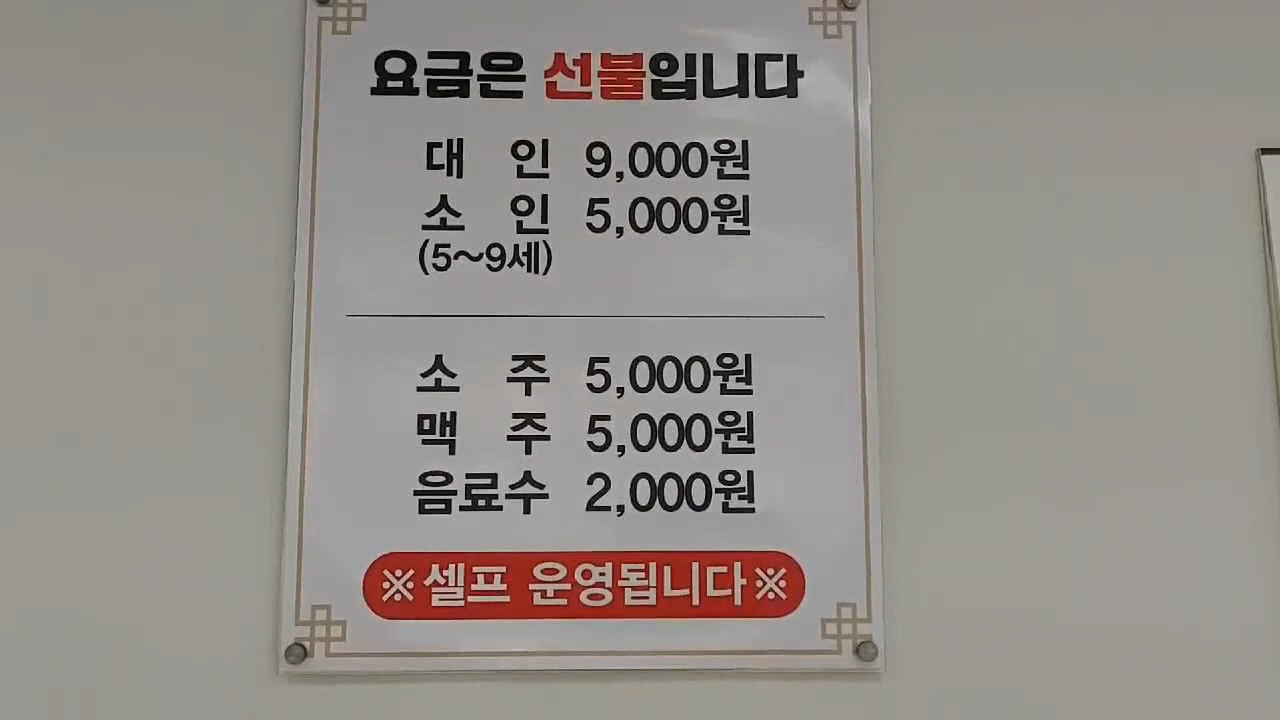 요금은 선불입니다
대 인 9,000원
소 인 5,000원
(5~9세)
소 주 5,000원
맥 주 5,000원
음료수 2,000원
※셀프 운영됩니다※